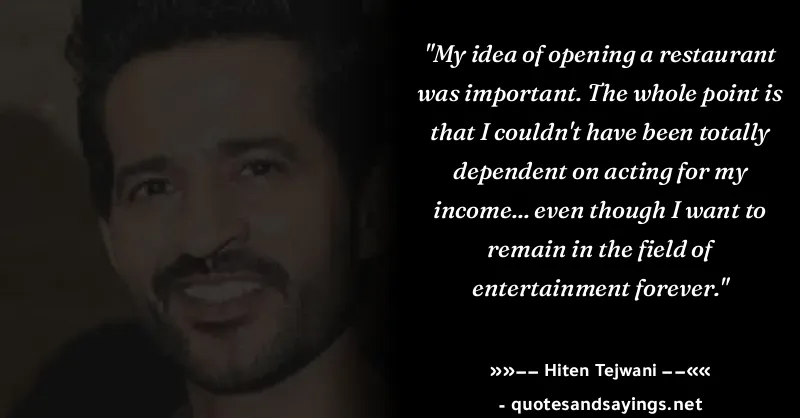 "My idea of opening a restaurant
was important. The whole point is
that I couldn't have been totally
dependent on acting for my
income... even though I want to
remain in the field of
entertainment forever."
»»−− Hiten Tejwani −−««
- quotesandsayings.net